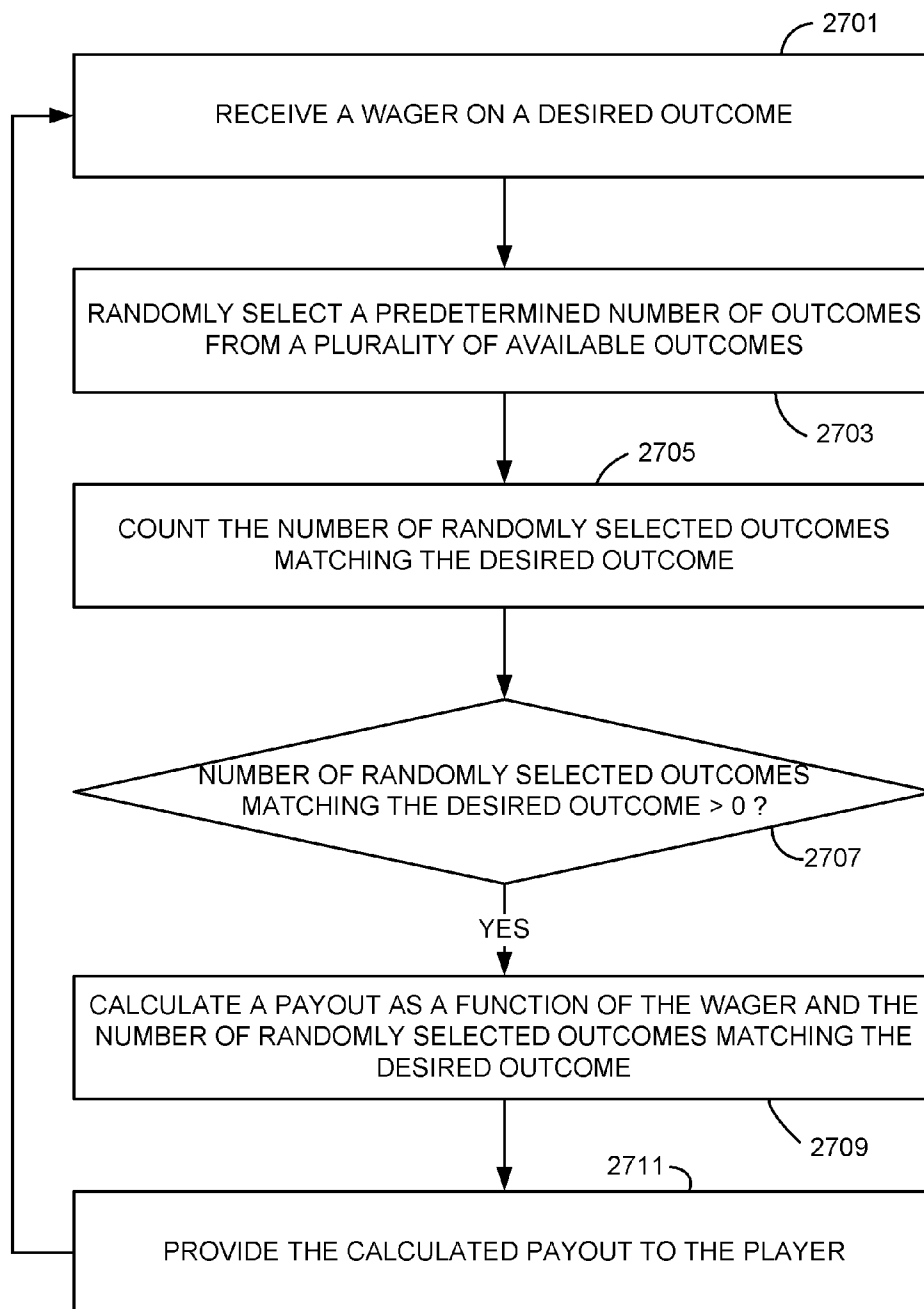 2701
RECEIVE A WAGER ON A DESIRED OUTCOME
RANDOMLY SELECT A PREDETERMINED NUMBER OF OUTCOMES
FROM A PLURALITY OF AVAILABLE OUTCOMES
2703
2705
COUNT THE NUMBER OF RANDOMLY SELECTED OUTCOMES
MATCHING THE DESIRED OUTCOME
NUMBER OF RANDOMLY SELECTED OUTCOMES
MATCHING THE DESIRED OUTCOME > 0 ?
2707
YES
CALCULATE A PAYOUT AS A FUNCTION OF THE WAGER AND THE
NUMBER OF RANDOMLY SELECTED OUTCOMES MATCHING THE
DESIRED OUTCOME
2709
2711
PROVIDE THE CALCULATED PAYOUT TO THE PLAYER